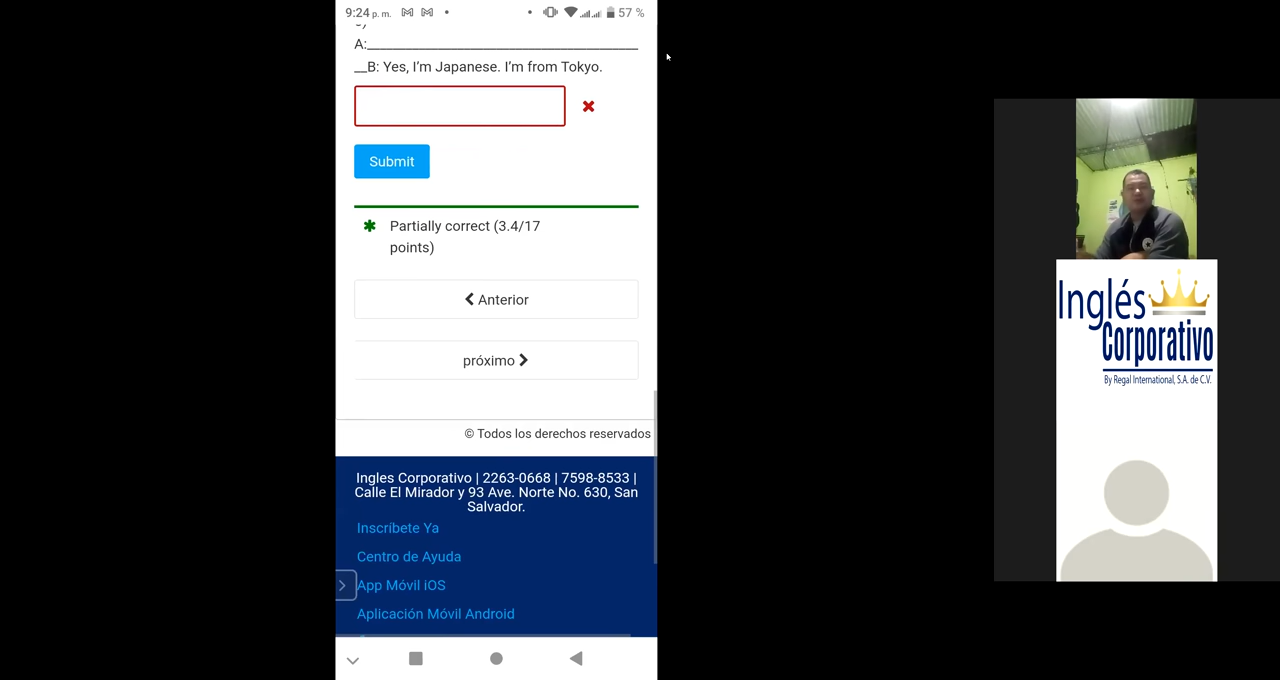 9:24 p. m. 57 %
A:________________________________________
__B: Yes, I’m Japanese. I’m from Tokyo.
Submit
Partially correct (3.4/17
points)
Anterior
próximo
© Todos los derechos reservados
Ingles Corporativo | 2263-0668 | 7598-8533 |
Calle El Mirador y 93 Ave. Norte No. 630, San
Salvador.
Inscríbete Ya
Centro de Ayuda
App Móvil iOS
Aplicación Móvil Android
Inglés
Corporativo
By Regal International, S.A. de C.V.